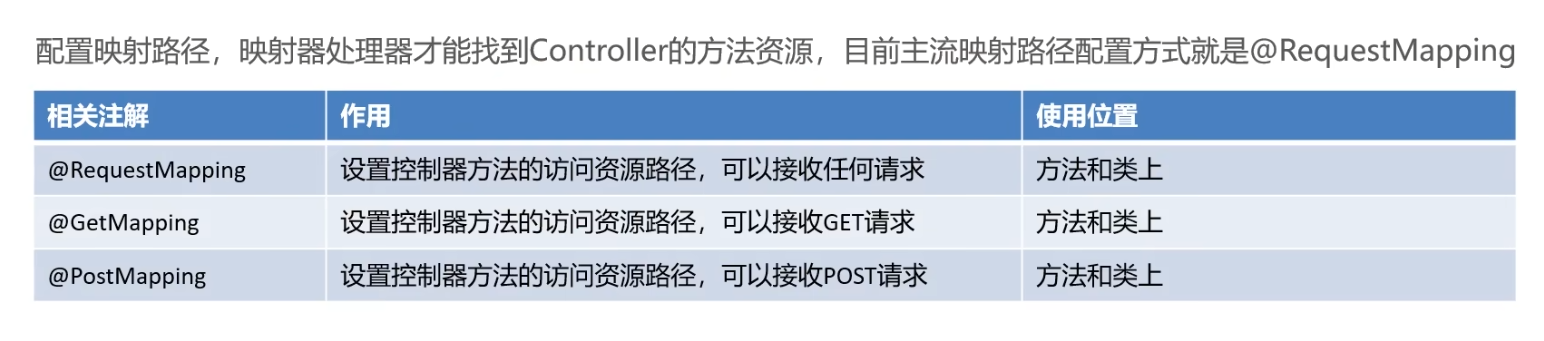 配置映射路径，映射器处理器才能找到Controller的方法资源，目前主流映射路径配置方式就是@RequestMapping
相关注解 作用 使用位置
@RequestMapping 设置控制器方法的访问资源路径，可以接收任何请求 方法和类上
@GetMapping 设置控制器方法的访问资源路径，可以接收GET请求 方法和类上
@PostMapping 设置控制器方法的访问资源路径，可以接收POST请求 方法和类上